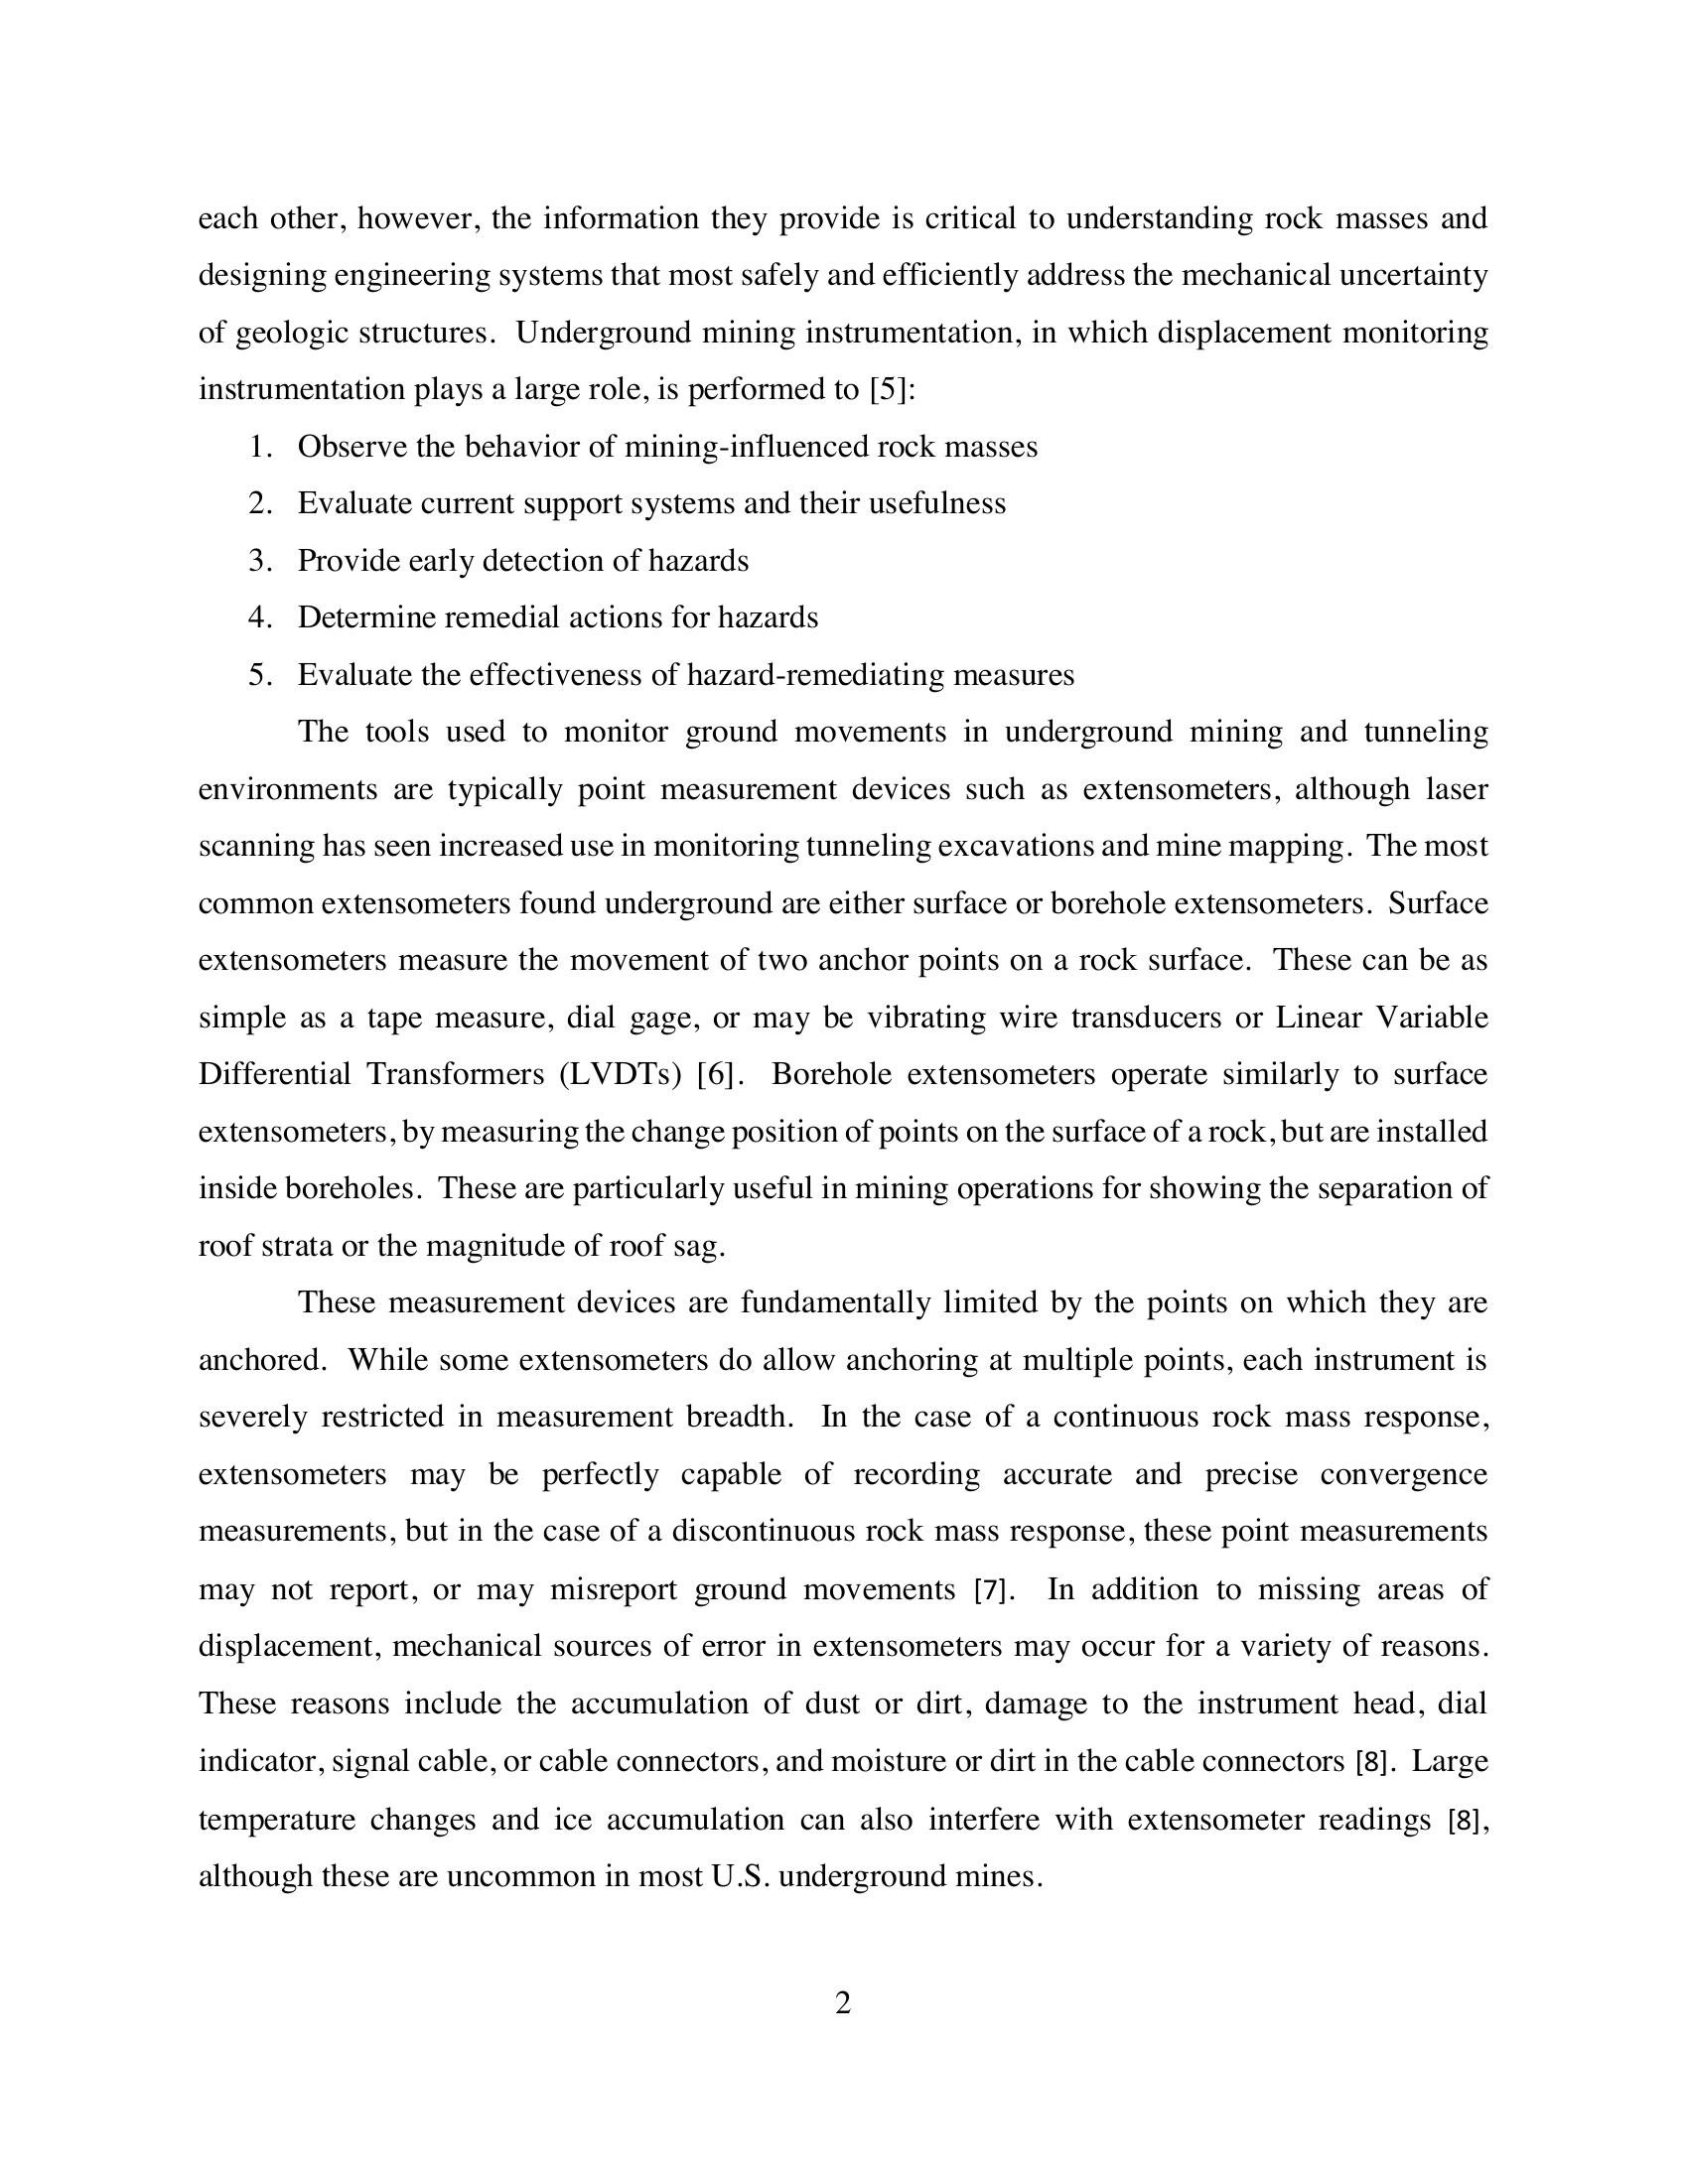 each other, however, the information they provide is critical to understanding rock masses and
designing engineering systems that most safely and efficiently address the mechanical uncertainty
of geologic structures.  Underground mining instrumentation, in which displacement monitoring
instrumentation plays a large role, is performed to [5]:
1. Observe the behavior of mining-influenced rock masses
2. Evaluate current support systems and their usefulness
3. Provide early detection of hazards
4. Determine remedial actions for hazards
5. Evaluate the effectiveness of hazard-remediating measures
The tools used to monitor ground movements in underground mining and tunneling
environments are typically point measurement devices such as extensometers, although laser
scanning has seen increased use in monitoring tunneling excavations and mine mapping.  The most
common extensometers found underground are either surface or borehole extensometers.  Surface
extensometers measure the movement of two anchor points on a rock surface.  These can be as
simple as a tape measure, dial gage, or may be vibrating wire transducers or Linear Variable
Differential Transformers (LVDTs) [6].  Borehole extensometers operate similarly to surface
extensometers, by measuring the change position of points on the surface of a rock, but are installed
inside boreholes.  These are particularly useful in mining operations for showing the separation of
roof strata or the magnitude of roof sag.
These measurement devices are fundamentally limited by the points on which they are
anchored.  While some extensometers do allow anchoring at multiple points, each instrument is
severely restricted in measurement breadth.  In the case of a continuous rock mass response,
extensometers may be perfectly capable of recording accurate and precise convergence
measurements, but in the case of a discontinuous rock mass response, these point measurements
may not report, or may misreport ground movements [7].  In addition to missing areas of
displacement, mechanical sources of error in extensometers may occur for a variety of reasons.
These reasons include the accumulation of dust or dirt, damage to the instrument head, dial
indicator, signal cable, or cable connectors, and moisture or dirt in the cable connectors [8].  Large
temperature changes and ice accumulation can also interfere with extensometer readings [8],
although these are uncommon in most U.S. underground mines.
2